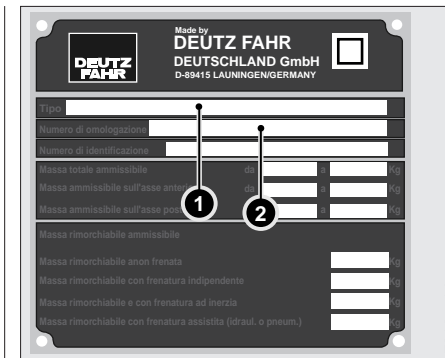 Made by
DEUTZ FAHR
DEUTSCHLAND GmbH
D-89415 LAUNINGEN/GERMANY
DEUTZ
FAHR
Tipo
Numero di omologazione
Numero di identificazione
Massa totale ammissibile da a Kg
Massa ammissibile sull'asse anteri da a Kg
Massa ammissibile sull'asse post a Kg
1
2
Massa rimorchiabile ammissibile
Massa rimorchiabile anon frenata Kg
Massa rimorchiabile con frenatura indipendente Kg
Massa rimorchiabile e con frenatura ad inerzia Kg
Massa rimorchiabile con frenatura assistita (idraul. o pneum.) Kg